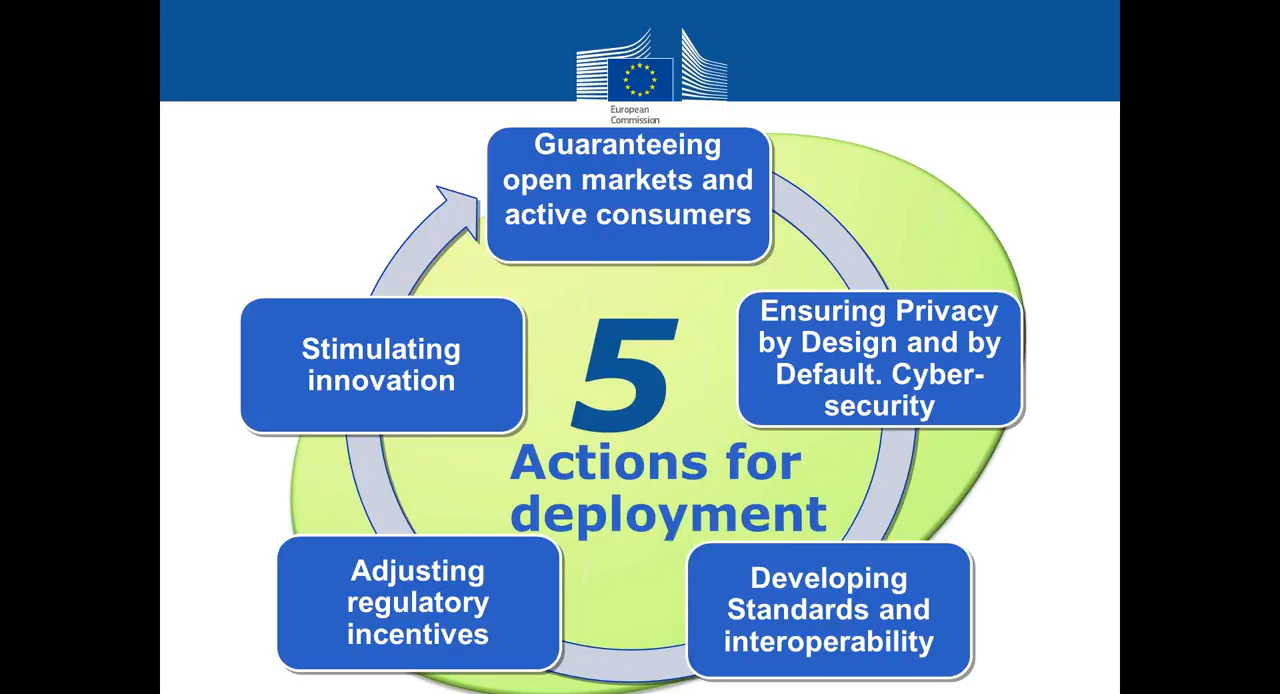 European
Commission
Guaranteeing
open markets and
active consumers
Ensuring Privacy
by Design and by
Default. Cyber-
security
Developing
Standards and
interoperability
Adjusting
regulatory
incentives
Stimulating
innovation
5
Actions for
deployment